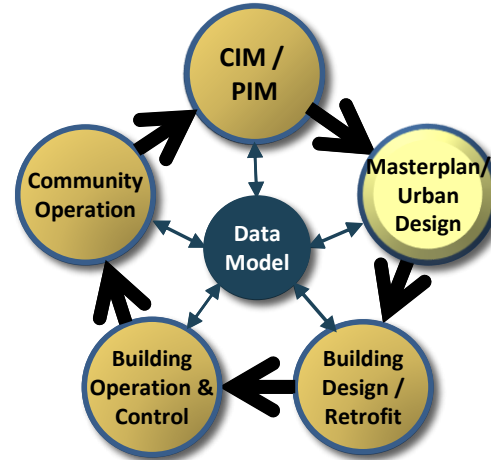 CIM /
PIM
Masterplan/
Urban
Design
Community
Operation
Data
Model
Building
Operation &
Control
Building
Design /
Retrofit